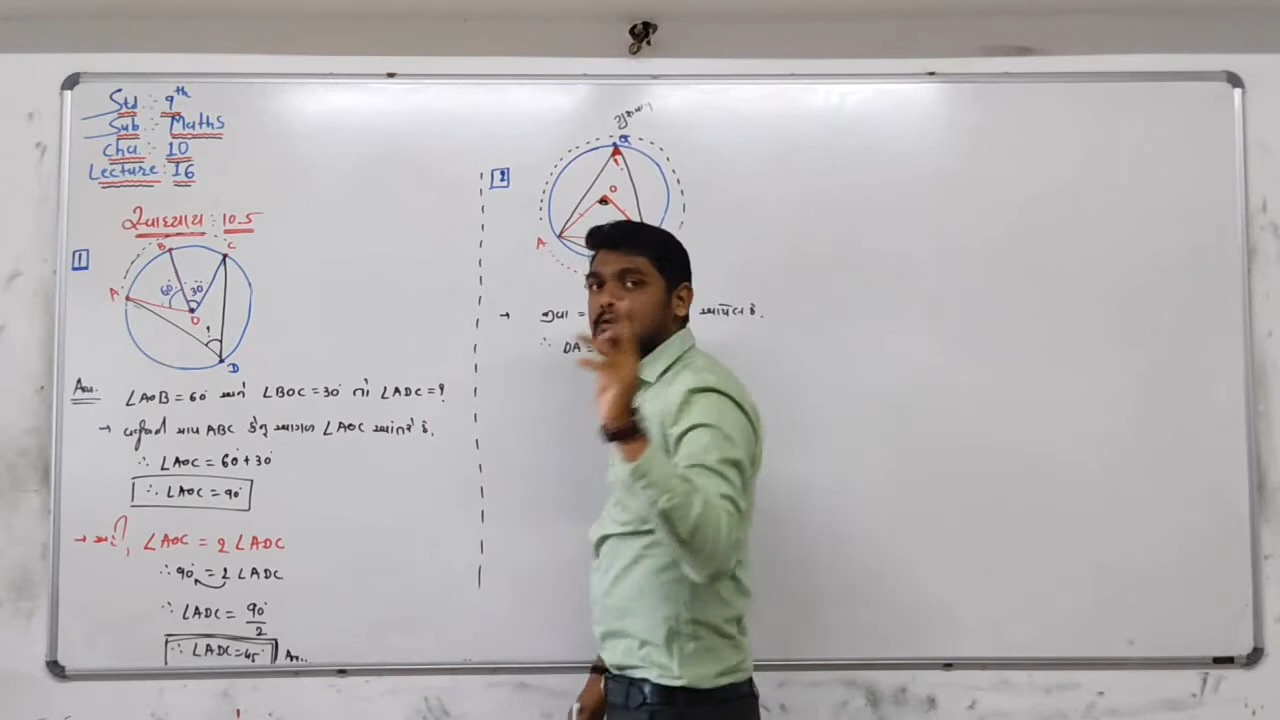 Std :- 9th
Sub :- Maths
Cha :- 10
Lecture : 16
સ્વાધ્યાય : 10.5
1
B
C
A
60°
30°
O
?
D
Ans.
∠AOB = 60° અને ∠BOC = 30° તો ∠ADC = ?
→ ચાપ ABC કેન્દ્ર આગળ ∠AOC આંતરે છે.
∴ ∠AOC = 60° + 30°
∴ ∠AOC = 90°
→ ∠AOC = 2 ∠ADC
∴ 90° = 2 ∠ADC
∴ ∠ADC = 90°/2
∴ ∠ADC = 45° Ans..
2
O
A
→ જીવા =
∴ DA =